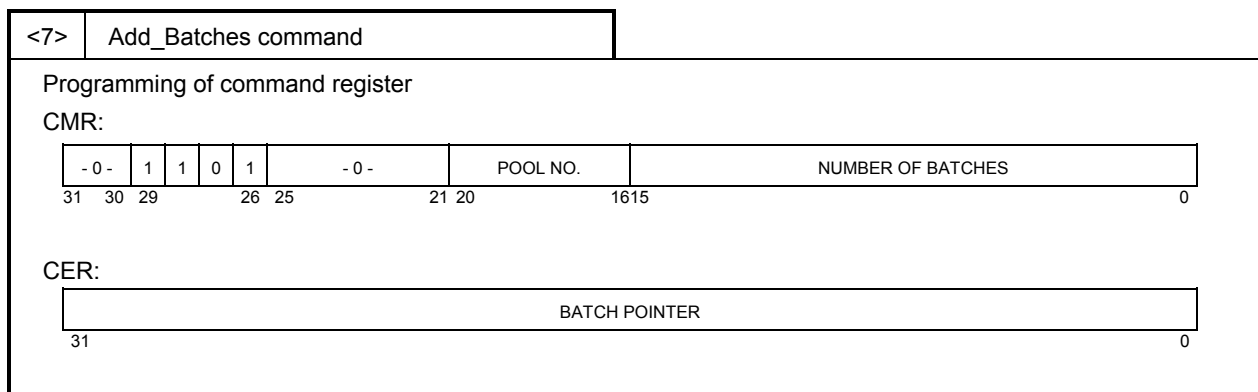 <7> Add_Batches command
Programming of command register
CMR:
- 0 - 1 1 0 1 - 0 - POOL NO. NUMBER OF BATCHES
31 30 29 26 25 21 20 1615 0
CER:
BATCH POINTER
31 0